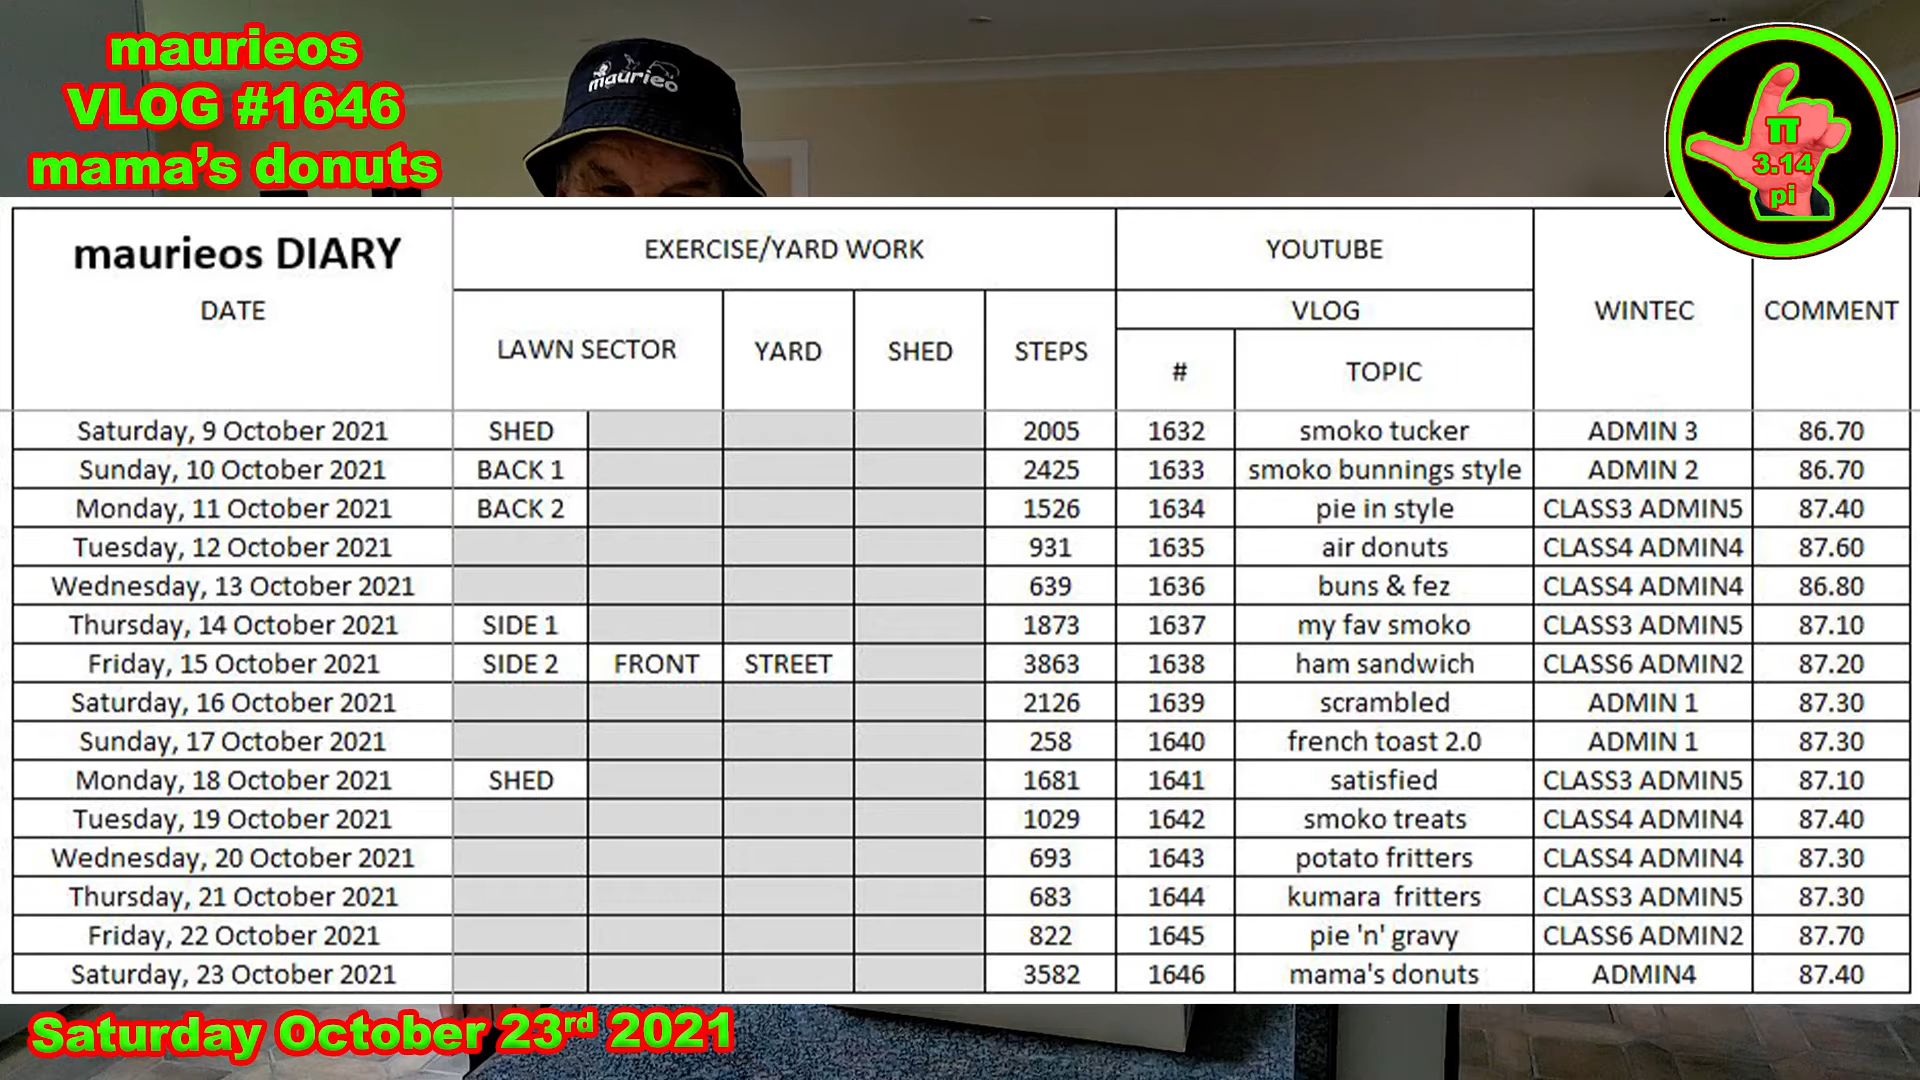 maurieos
VLOG #1646
mama's donuts
maurieo
π
3.14
pi
maurieos DIARY
DATE
EXERCISE/YARD WORK
YOUTUBE
WINTEC
COMMENT
LAWN SECTOR
YARD
SHED
STEPS
VLOG
#
TOPIC
Saturday, 9 October 2021 SHED 2005 1632 smoko tucker ADMIN 3 86.70
Sunday, 10 October 2021 BACK 1 2425 1633 smoko bunnings style ADMIN 2 86.70
Monday, 11 October 2021 BACK 2 1526 1634 pie in style CLASS3 ADMIN5 87.40
Tuesday, 12 October 2021 931 1635 air donuts CLASS4 ADMIN4 87.60
Wednesday, 13 October 2021 639 1636 buns & fez CLASS4 ADMIN4 86.80
Thursday, 14 October 2021 SIDE 1 1873 1637 my fav smoko CLASS3 ADMIN5 87.10
Friday, 15 October 2021 SIDE 2 FRONT STREET 3863 1638 ham sandwich CLASS6 ADMIN2 87.20
Saturday, 16 October 2021 2126 1639 scrambled ADMIN 1 87.30
Sunday, 17 October 2021 258 1640 french toast 2.0 ADMIN 1 87.30
Monday, 18 October 2021 SHED 1681 1641 satisfied CLASS3 ADMIN5 87.10
Tuesday, 19 October 2021 1029 1642 smoko treats CLASS4 ADMIN4 87.40
Wednesday, 20 October 2021 693 1643 potato fritters CLASS4 ADMIN4 87.30
Thursday, 21 October 2021 683 1644 kumara fritters CLASS3 ADMIN5 87.30
Friday, 22 October 2021 822 1645 pie 'n' gravy CLASS6 ADMIN2 87.70
Saturday, 23 October 2021 3582 1646 mama's donuts ADMIN4 87.40
Saturday October 23rd 2021